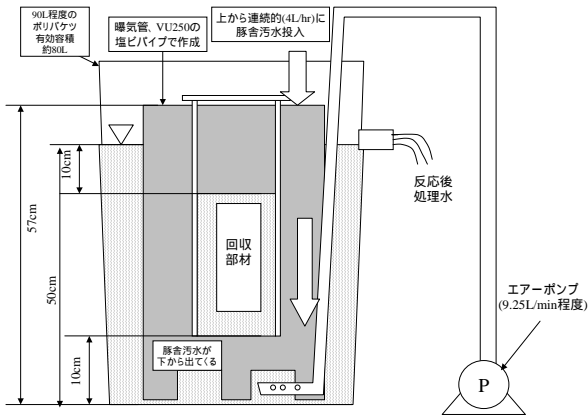 90L程度の
ポリバケツ
有効容積
約80L
曝気管、VU250の
塩ビパイプで作成
上から連続的(4L/hr)に
豚舎汚水投入
10cm
57cm
50cm
10cm
回収
部材
豚舎汚水が
下から出てくる
反応後
処理水
エアーポンプ
(9.25L/min程度)
P